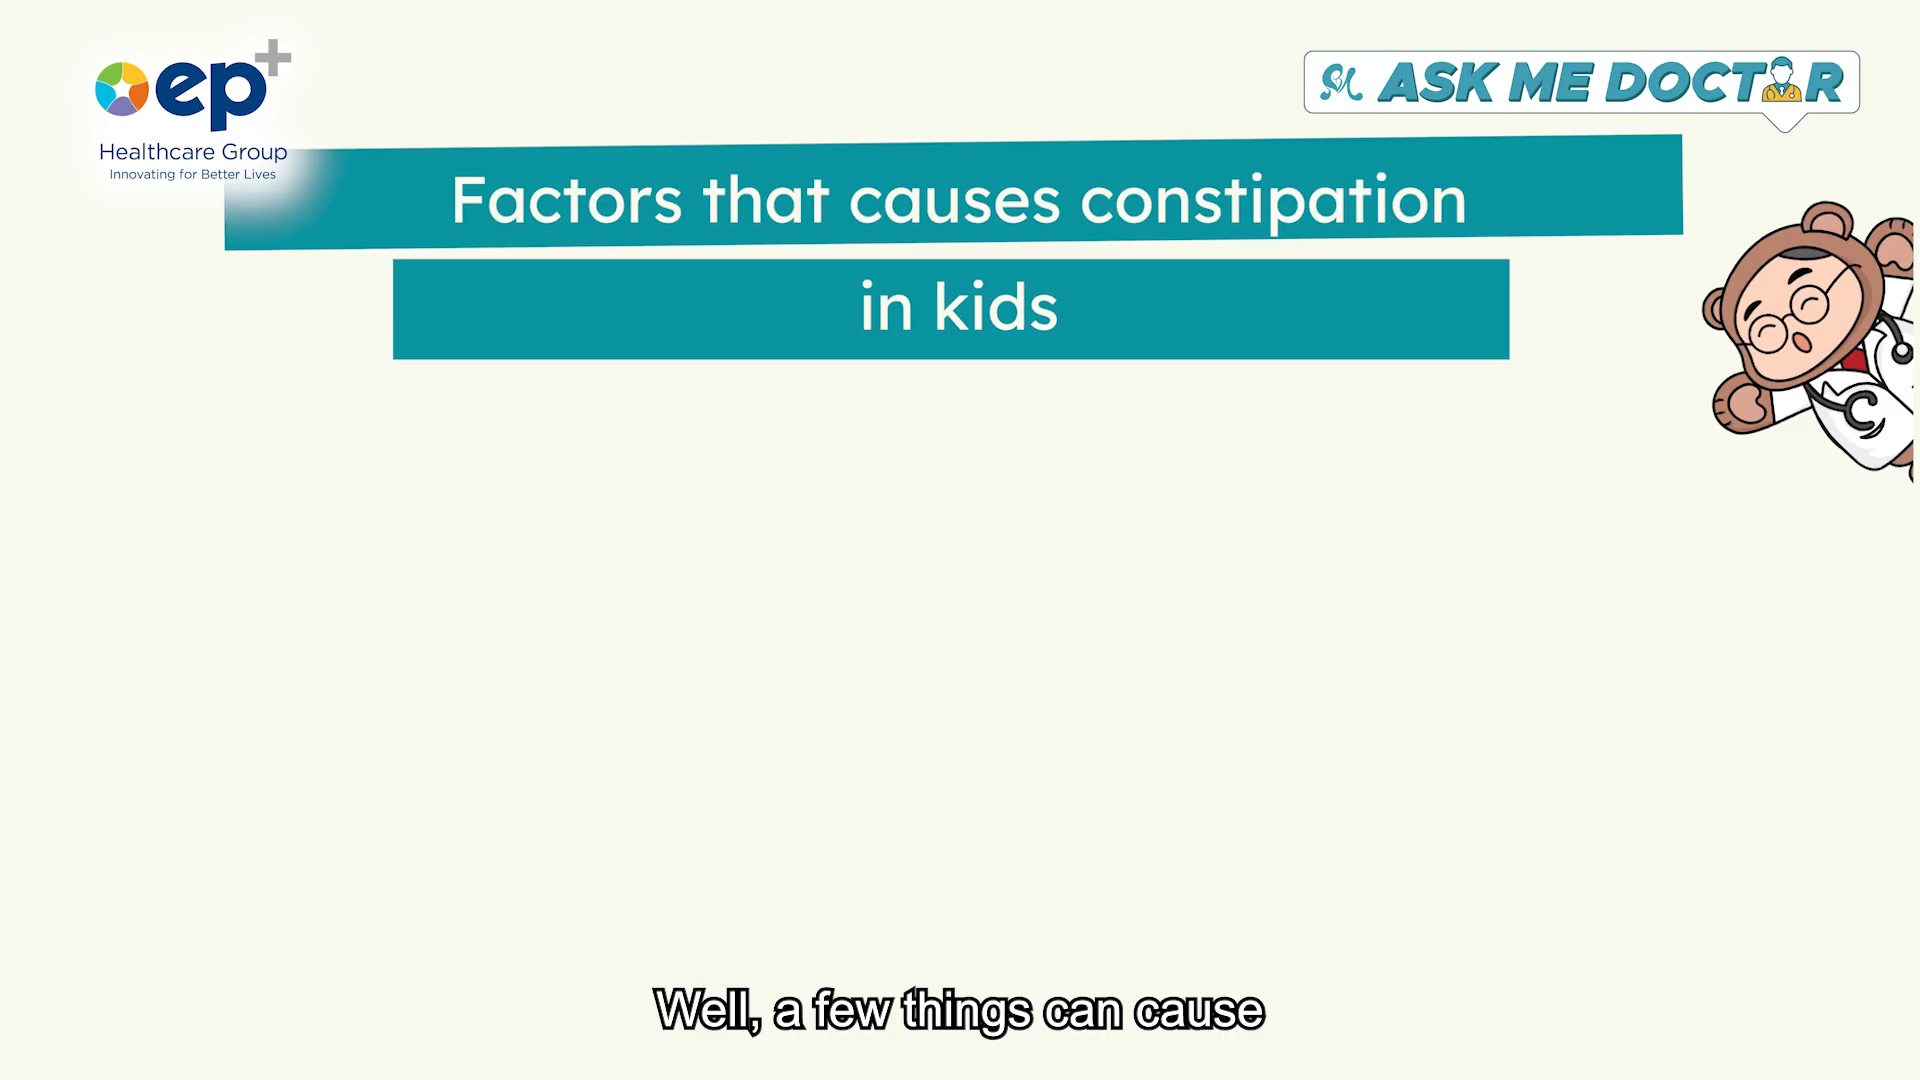 ep+
Healthcare Group
Innovating for Better Lives
ASK ME DOCTOR
Factors that causes constipation
in kids
Well, a few things can cause